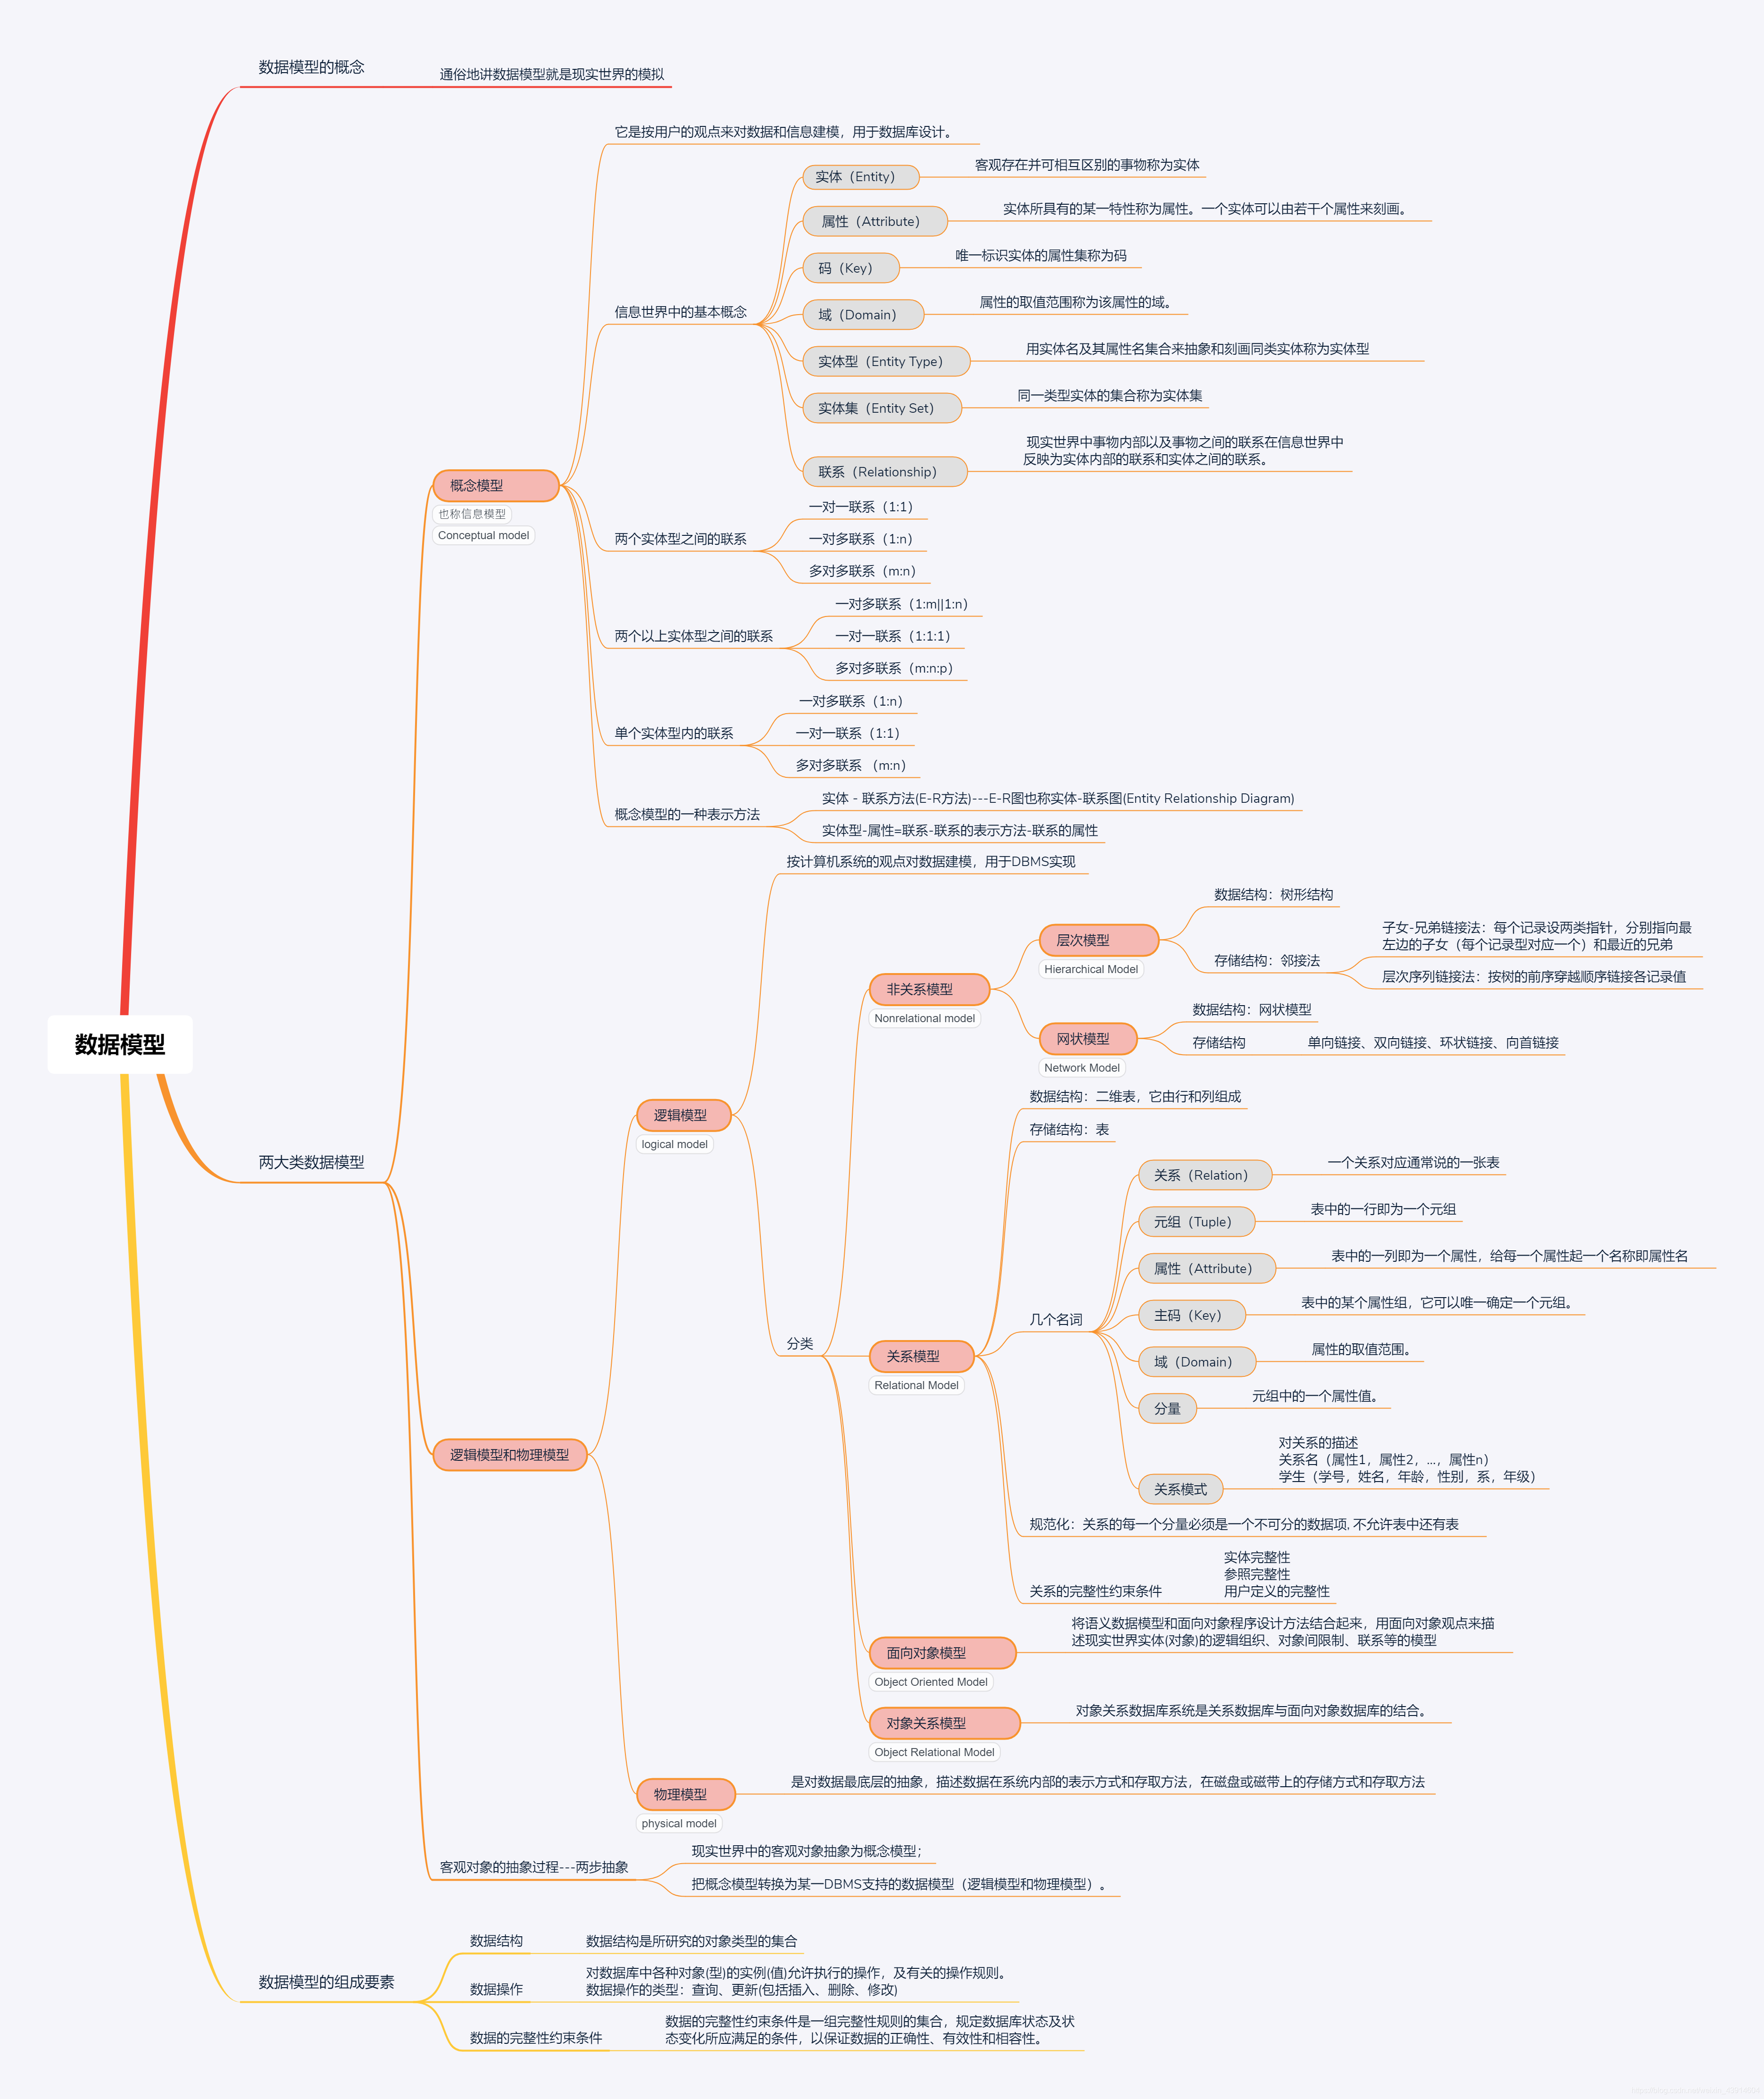 数据模型
数据模型的概念
通俗地讲数据模型就是现实世界的模拟
两大类数据模型
概念模型
也称信息模型
Conceptual model
它是按用户的观点来对数据和信息建模，用于数据库设计。
信息世界中的基本概念
实体（Entity）
客观存在并可相互区别的事物称为实体
属性（Attribute）
实体所具有的某一特性称为属性。一个实体可以由若干个属性来刻画。
码（Key）
唯一标识实体的属性集称为码
域（Domain）
属性的取值范围称为该属性的域。
实体型（Entity Type）
用实体名及其属性名集合来抽象和刻画同类实体称为实体型
实体集（Entity Set）
同一类型实体的集合称为实体集
联系（Relationship）
现实世界中事物内部以及事物之间的联系在信息世界中
反映为实体内部的联系和实体之间的联系。
两个实体型之间的联系
一对一联系（1:1）
一对多联系（1:n）
多对多联系（m:n）
两个以上实体型之间的联系
一对多联系（1:m||1:n）
一对一联系（1:1:1）
多对多联系（m:n:p）
单个实体型内的联系
一对多联系（1:n）
一对一联系（1:1）
多对多联系 （m:n）
概念模型的一种表示方法
实体 - 联系方法(E-R方法)---E-R图也称实体-联系图(Entity Relationship Diagram)
实体型-属性=联系-联系的表示方法-联系的属性
逻辑模型和物理模型
逻辑模型
logical model
按计算机系统的观点对数据建模，用于DBMS实现
分类
非关系模型
Nonrelational model
层次模型
Hierarchical Model
数据结构：树形结构
存储结构：邻接法
子女-兄弟链接法：每个记录设两类指针，分别指向最
左边的子女（每个记录型对应一个）和最近的兄弟
层次序列链接法：按树的前序穿越顺序链接各记录值
网状模型
Network Model
数据结构：网状模型
存储结构
单向链接、双向链接、环状链接、向首链接
关系模型
Relational Model
数据结构：二维表，它由行和列组成
存储结构：表
几个名词
关系（Relation）
一个关系对应通常说的一张表
元组（Tuple）
表中的一行即为一个元组
属性（Attribute）
表中的一列即为一个属性，给每一个属性起一个名称即属性名
主码（Key）
表中的某个属性组，它可以唯一确定一个元组。
域（Domain）
属性的取值范围。
分量
元组中的一个属性值。
关系模式
对关系的描述
关系名（属性1，属性2，…，属性n）
学生（学号，姓名，年龄，性别，系，年级）
规范化：关系的每一个分量必须是一个不可分的数据项, 不允许表中还有表
关系的完整性约束条件
实体完整性
参照完整性
用户定义的完整性
面向对象模型
Object Oriented Model
将语义数据模型和面向对象程序设计方法结合起来，用面向对象观点来描
述现实世界实体(对象)的逻辑组织、对象间限制、联系等的模型
对象关系模型
Object Relational Model
对象关系数据库系统是关系数据库与面向对象数据库的结合。
物理模型
physical model
是对数据最底层的抽象，描述数据在系统内部的表示方式和存取方法，在磁盘或磁带上的存储方式和存取方法
客观对象的抽象过程---两步抽象
现实世界中的客观对象抽象为概念模型；
把概念模型转换为某一DBMS支持的数据模型（逻辑模型和物理模型）。
数据模型的组成要素
数据结构
数据结构是所研究的对象类型的集合
数据操作
对数据库中各种对象(型)的实例(值)允许执行的操作，及有关的操作规则。
数据操作的类型：查询、更新(包括插入、删除、修改)
数据的完整性约束条件
数据的完整性约束条件是一组完整性规则的集合，规定数据库状态及状
态变化所应满足的条件，以保证数据的正确性、有效性和相容性。